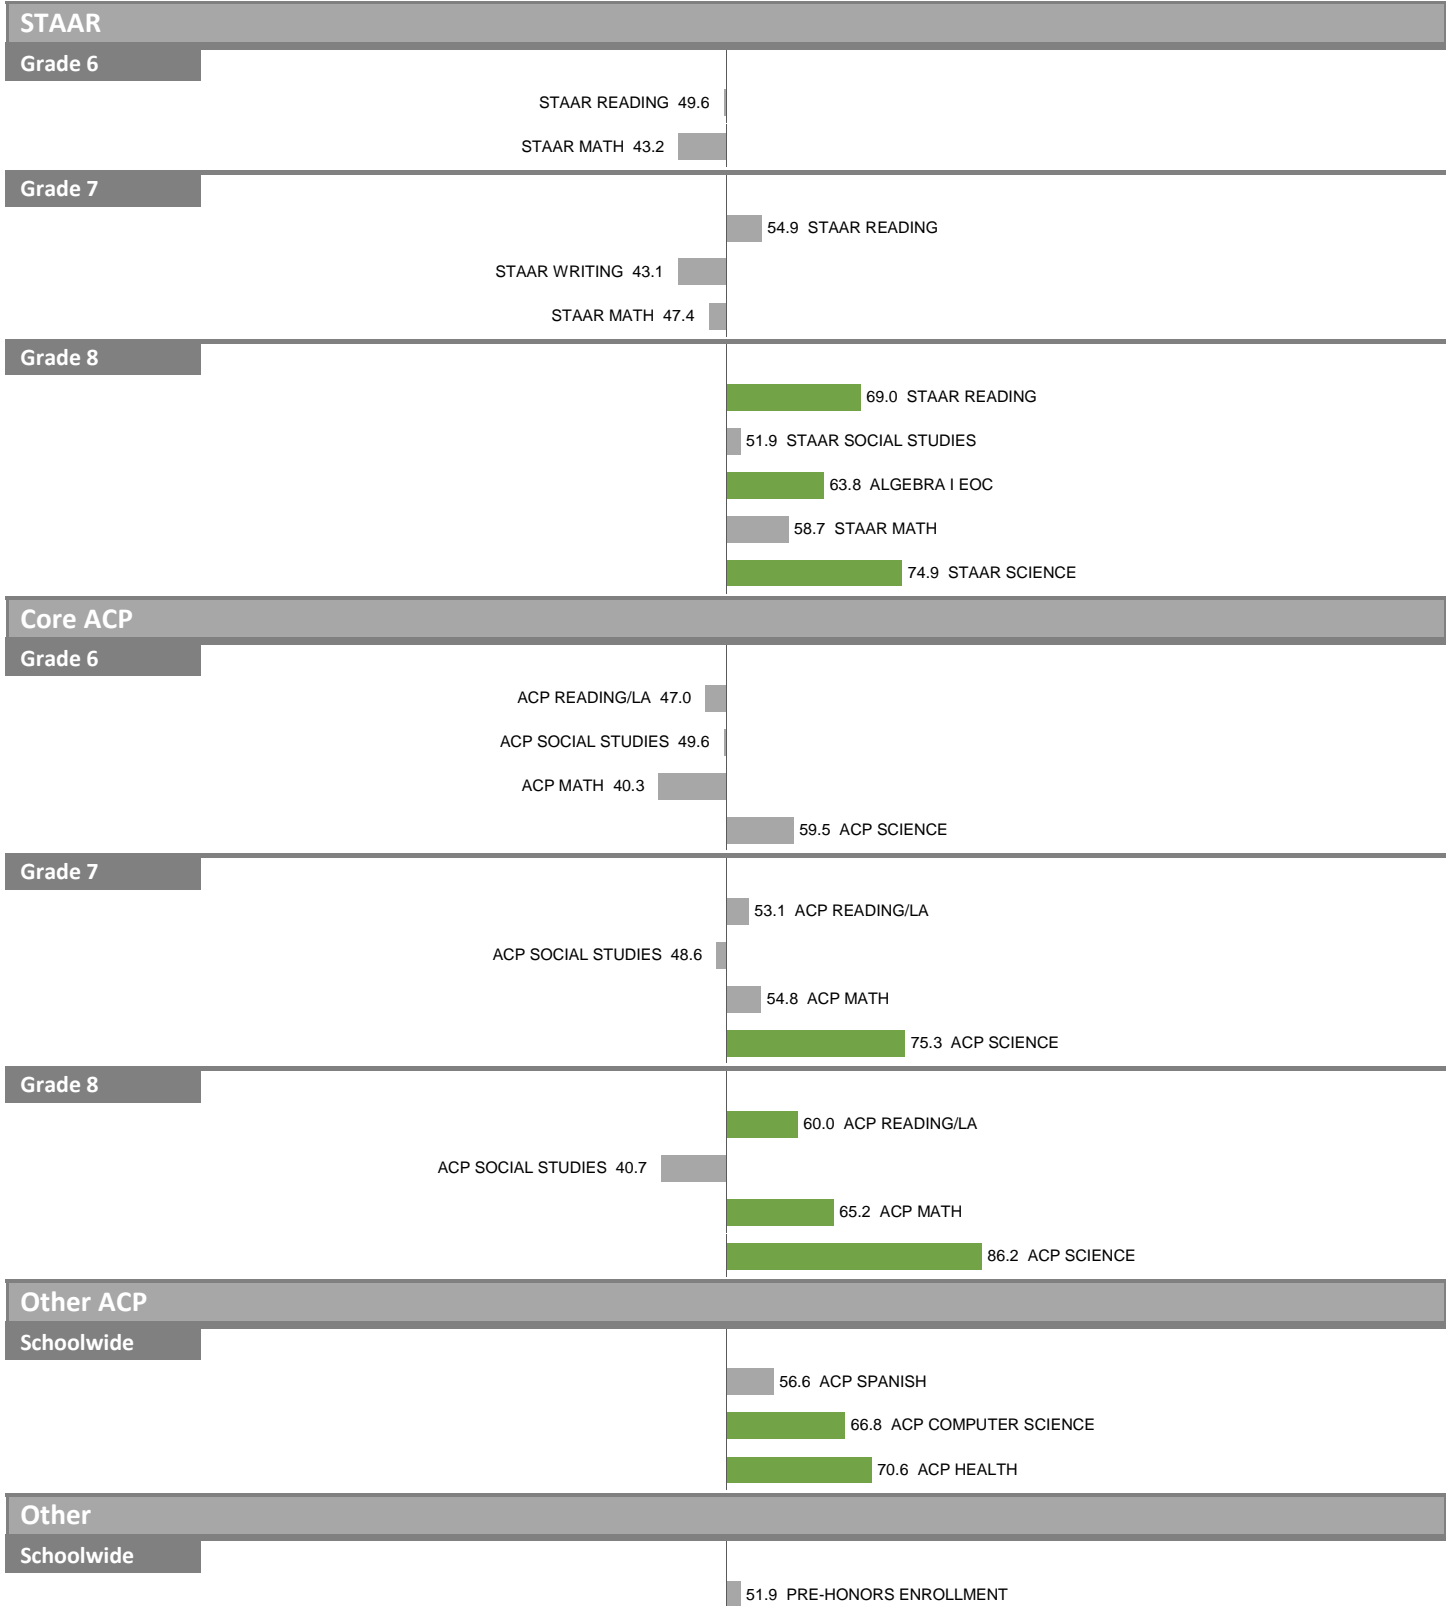 STAAR
Grade 6
STAAR READING 49.6
STAAR MATH 43.2
Grade 7
54.9 STAAR READING
STAAR WRITING 43.1
STAAR MATH 47.4
Grade 8
69.0 STAAR READING
51.9 STAAR SOCIAL STUDIES
63.8 ALGEBRA I EOC
58.7 STAAR MATH
74.9 STAAR SCIENCE
Core ACP
Grade 6
ACP READING/LA 47.0
ACP SOCIAL STUDIES 49.6
ACP MATH 40.3
59.5 ACP SCIENCE
Grade 7
53.1 ACP READING/LA
ACP SOCIAL STUDIES 48.6
54.8 ACP MATH
75.3 ACP SCIENCE
Grade 8
60.0 ACP READING/LA
ACP SOCIAL STUDIES 40.7
65.2 ACP MATH
86.2 ACP SCIENCE
Other ACP
Schoolwide
56.6 ACP SPANISH
66.8 ACP COMPUTER SCIENCE
70.6 ACP HEALTH
Other
Schoolwide
51.9 PRE-HONORS ENROLLMENT